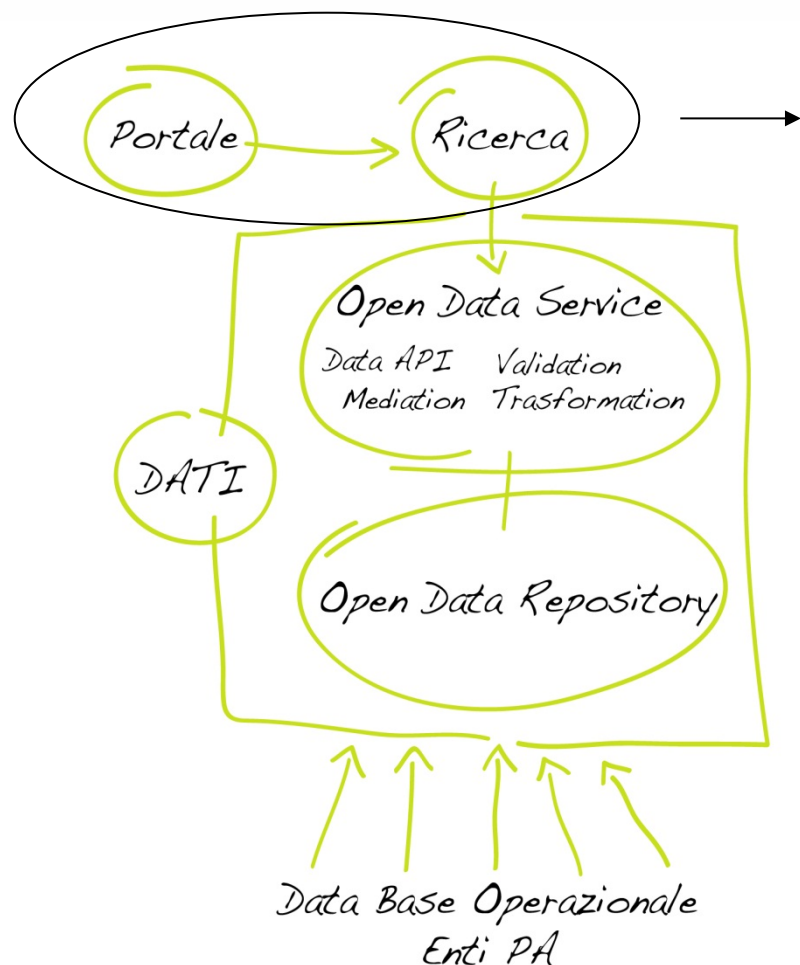 Portale
Ricerca
Open Data Service
Data API Validation
Mediation Trasformation
DATI
Open Data Repository
Data Base Operazionale
Enti PA